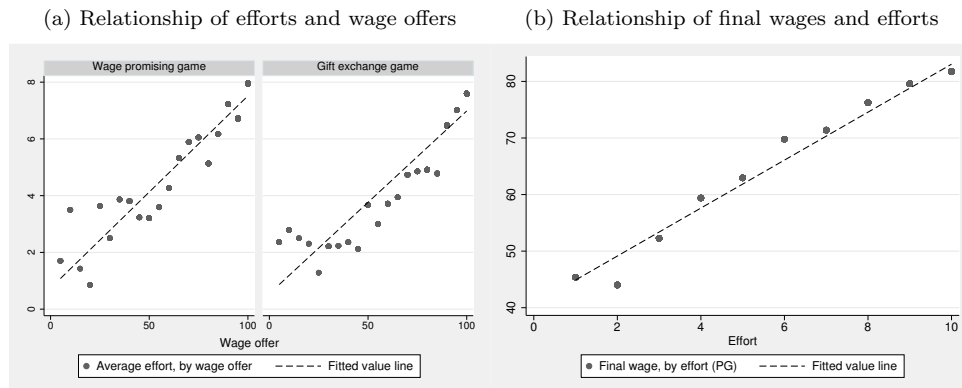 (a) Relationship of efforts and wage offers
Wage promising game
Gift exchange game
8
6
4
2
0
0 50 100
0 50 100
Wage offer
Average effort, by wage offer
Fitted value line
(b) Relationship of final wages and efforts
80
70
60
50
40
0 2 4 6 8 10
Effort
Final wage, by effort (PG)
Fitted value line